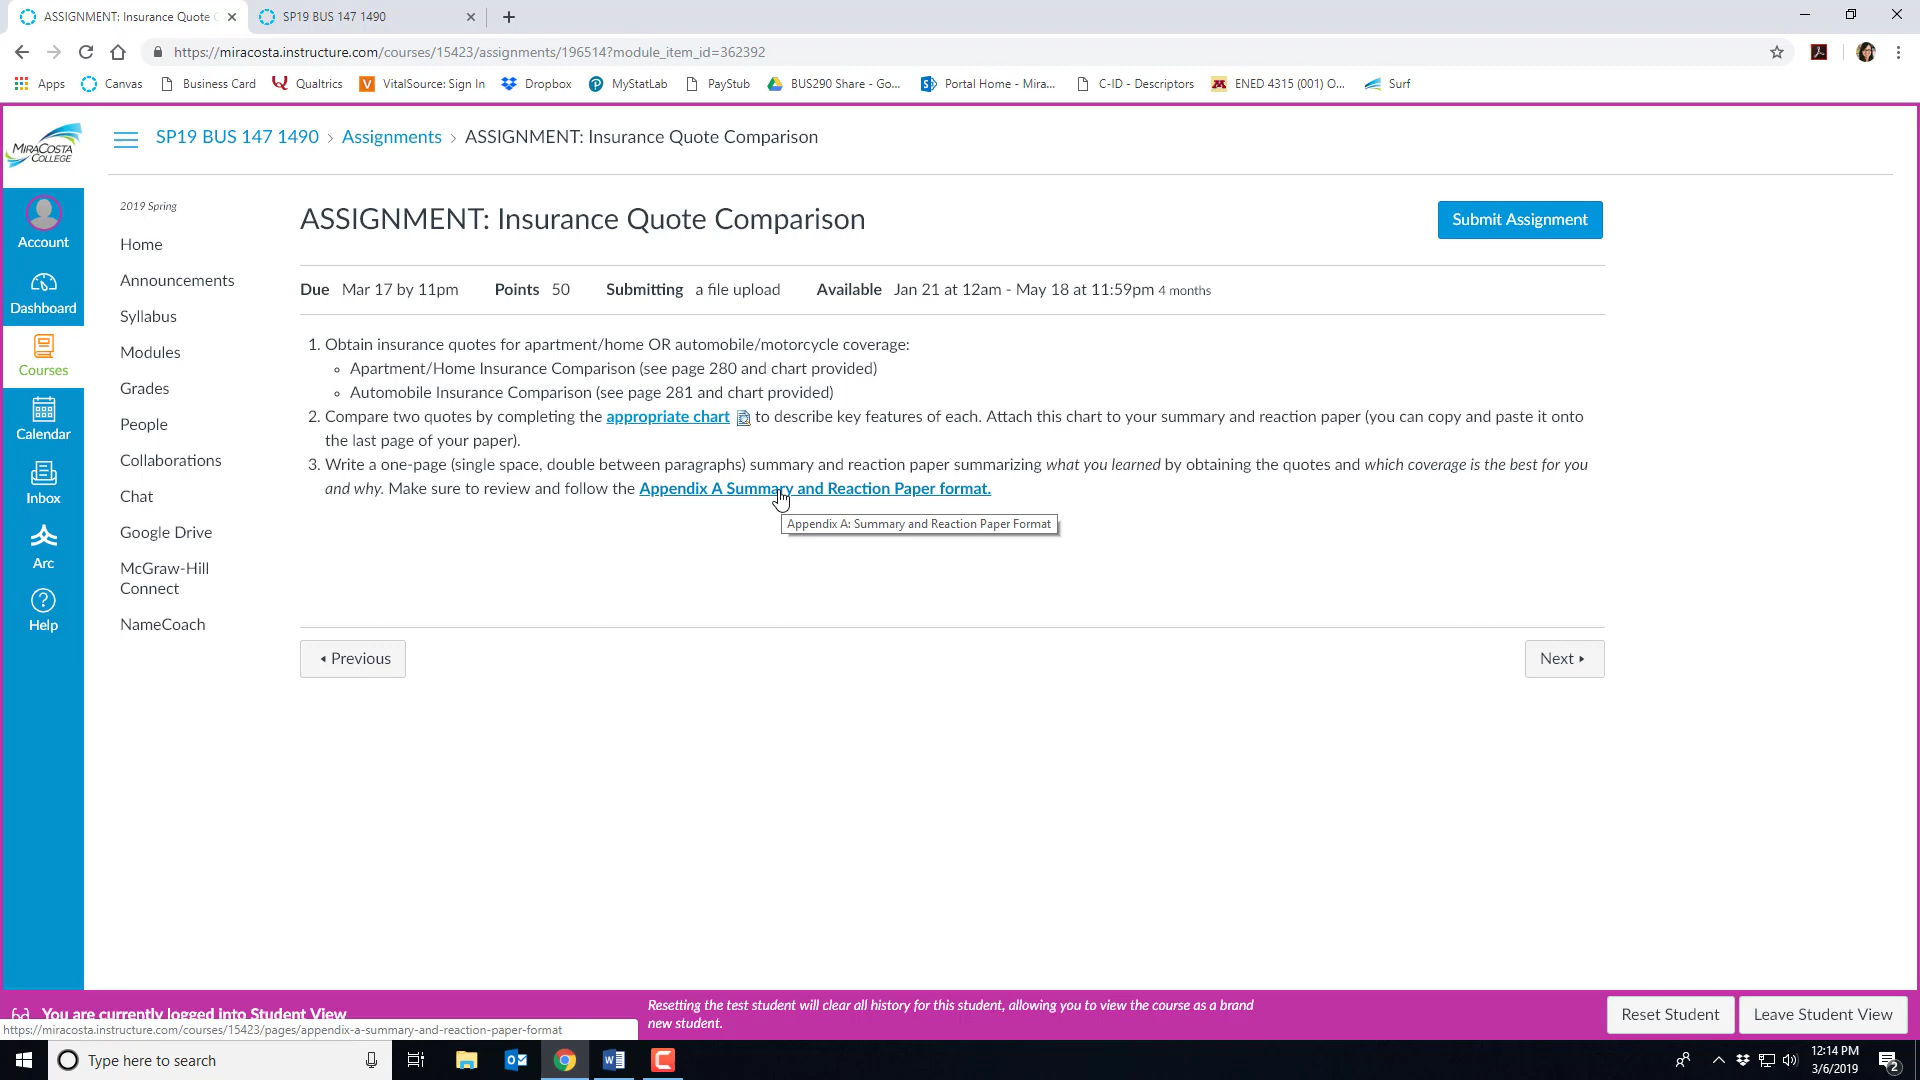 ASSIGNMENT: Insurance Quote C
SP19 BUS 147 1490
https://miracosta.instructure.com/courses/15423/assignments/196514?module_item_id=362392
Apps Canvas Business Card Qualtrics VitalSource: Sign In Dropbox MyStatLab PayStub BUS290 Share - Go... Portal Home - Mira... C-ID - Descriptors ENED 4315 (001) O... Surf
MIRACOSTA
COLLEGE
SP19 BUS 147 1490 › Assignments › ASSIGNMENT: Insurance Quote Comparison
Account
Dashboard
Courses
Calendar
Inbox
Arc
Help
2019 Spring
Home
Announcements
Syllabus
Modules
Grades
People
Collaborations
Chat
Google Drive
McGraw-Hill
Connect
NameCoach
ASSIGNMENT: Insurance Quote Comparison
Submit Assignment
Due Mar 17 by 11pm Points 50 Submitting a file upload Available Jan 21 at 12am - May 18 at 11:59pm 4 months
1. Obtain insurance quotes for apartment/home OR automobile/motorcycle coverage:
Apartment/Home Insurance Comparison (see page 280 and chart provided)
Automobile Insurance Comparison (see page 281 and chart provided)
2. Compare two quotes by completing the appropriate chart to describe key features of each. Attach this chart to your summary and reaction paper (you can copy and paste it onto
the last page of your paper).
3. Write a one-page (single space, double between paragraphs) summary and reaction paper summarizing what you learned by obtaining the quotes and which coverage is the best for you
and why. Make sure to review and follow the Appendix A Summary and Reaction Paper format.
Appendix A: Summary and Reaction Paper Format
Previous
Next
You are currently logged into Student View
Resetting the test student will clear all history for this student, allowing you to view the course as a brand
new student.
Reset Student
Leave Student View
https://miracosta.instructure.com/courses/15423/pages/appendix-a-summary-and-reaction-paper-format
Type here to search
12:14 PM
3/6/2019
2